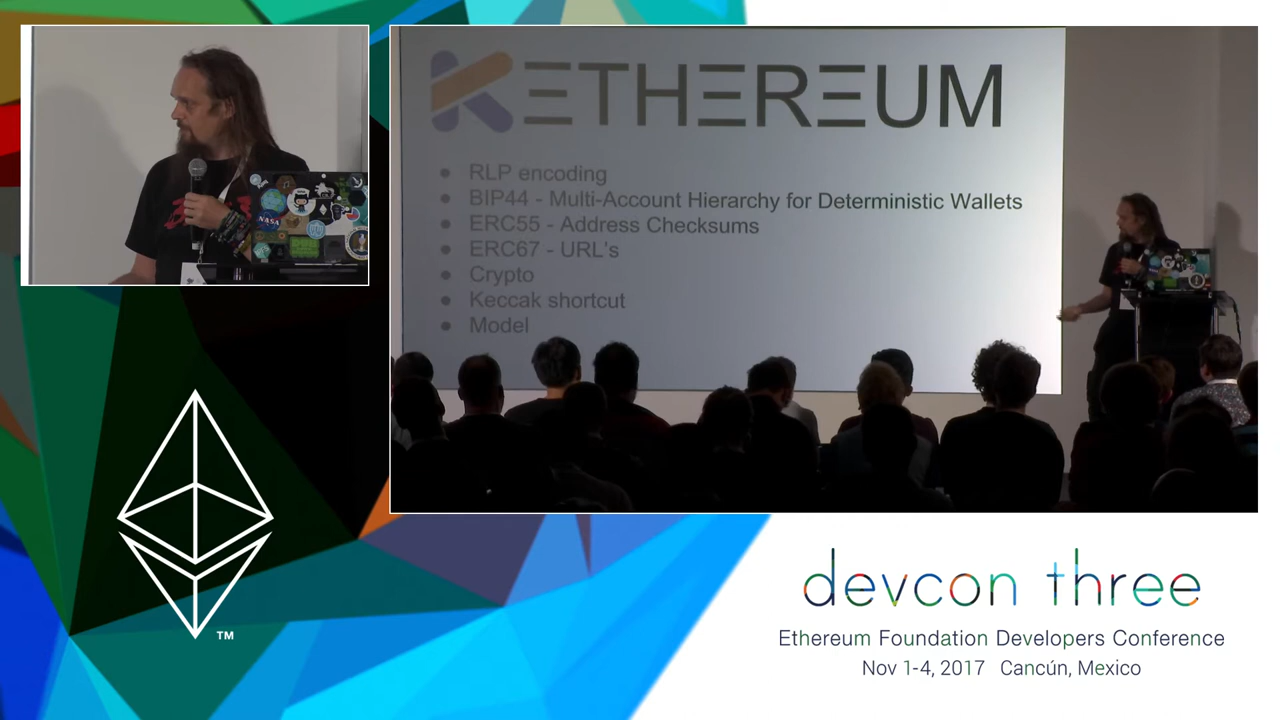 KETHEREUM
RLP encoding
BIP44 - Multi-Account Hierarchy for Deterministic Wallets
ERC55 - Address Checksums
ERC67 - URL's
Crypto
Keccak shortcut
Model
NASA
TM
devcon three
Ethereum Foundation Developers Conference
Nov 1-4, 2017 Cancún, Mexico